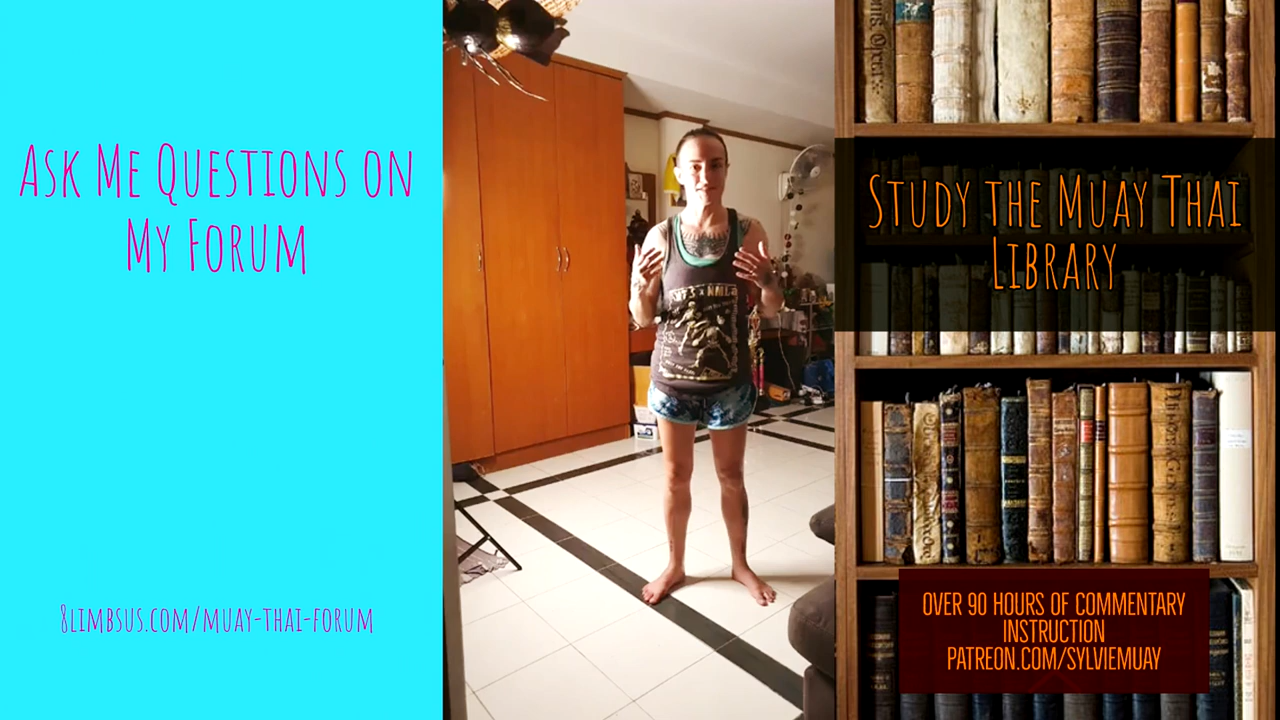 Ask Me Questions on
My Forum
8limbsus.com/muay-thai-forum
Study the Muay Thai
Library
OVER 90 HOURS OF COMMENTARY
INSTRUCTION
PATREON.COM/SYLVIEMUAY